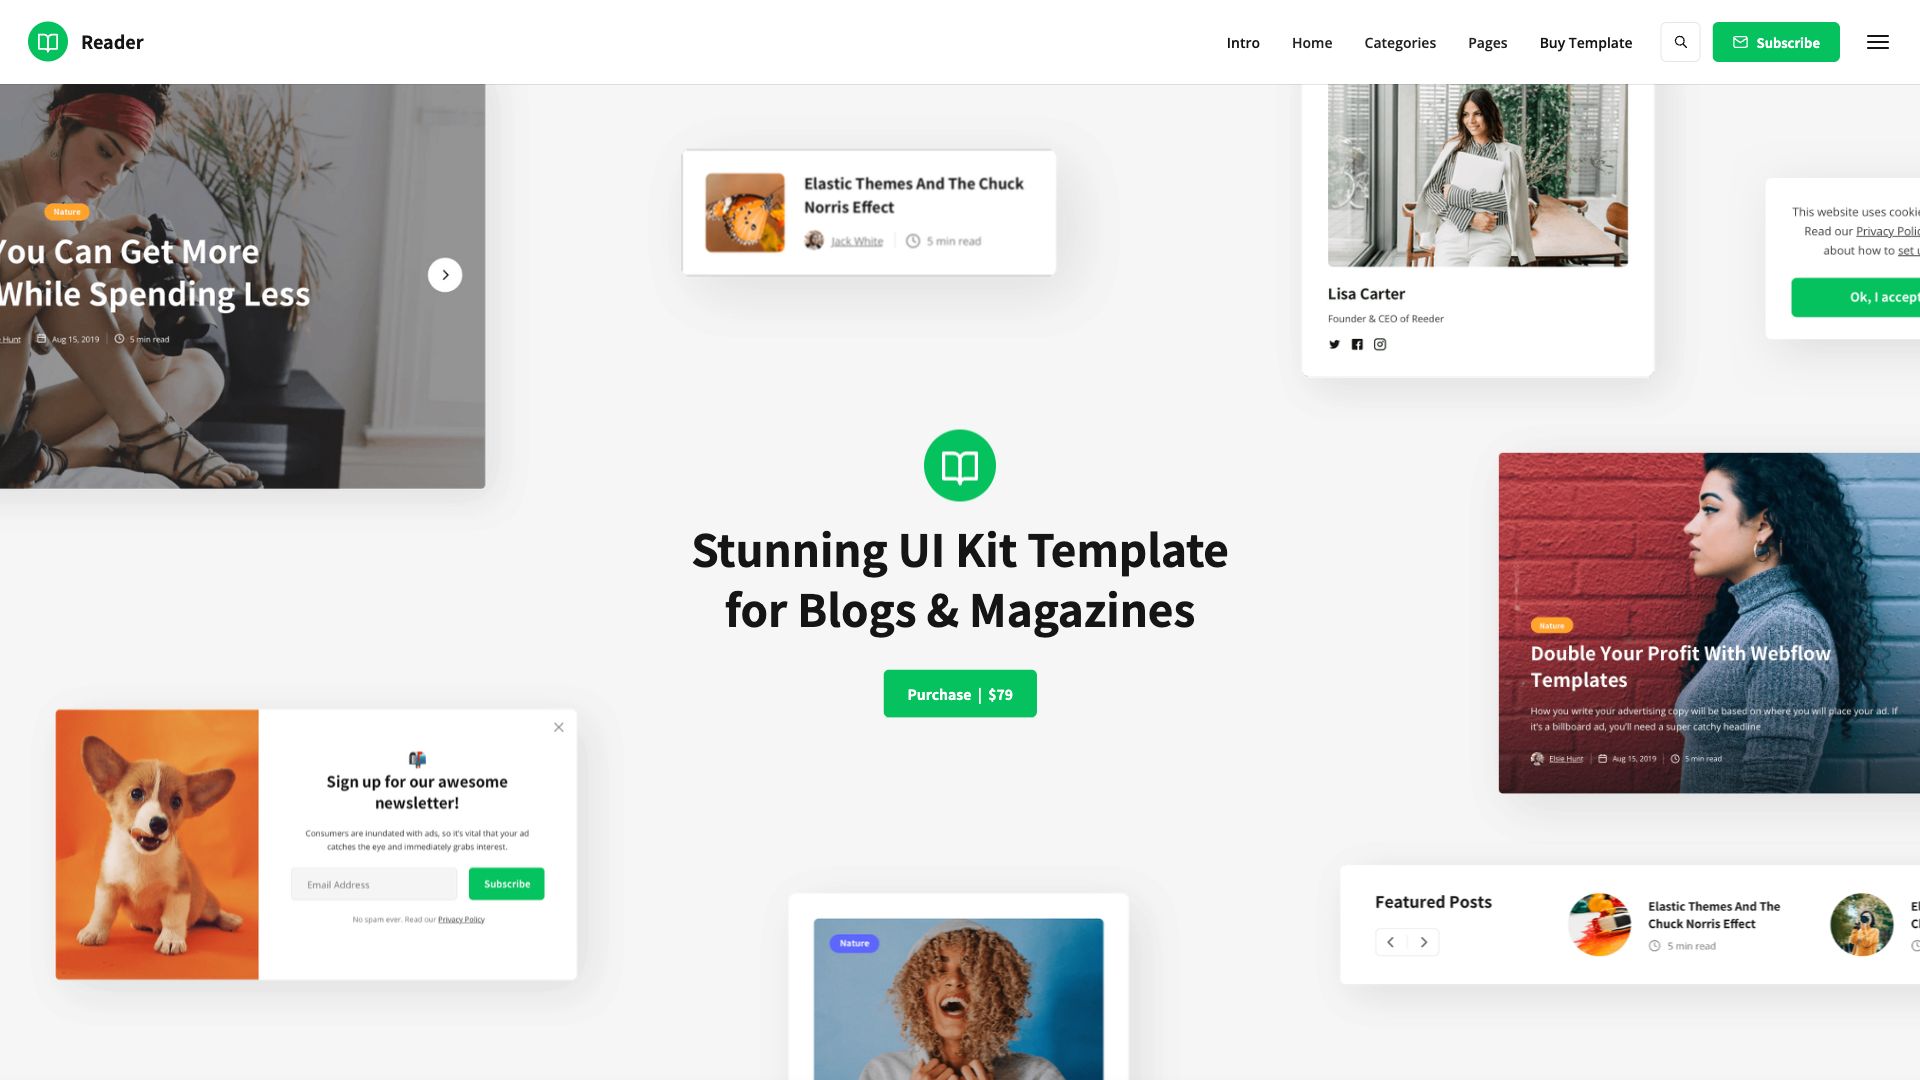 Reader
Intro
Home
Categories
Pages
Buy Template
Subscribe
Nature
You Can Get More
While Spending Less
Hunt
Aug 15, 2019
5 min read
Elastic Themes And The Chuck
Norris Effect
Jack White
5 min read
Lisa Carter
Founder & CEO of Reeder
This website uses cookie
Read our Privacy Polic
about how to set u
Ok, I accept
Stunning UI Kit Template
for Blogs & Magazines
Purchase | $79
Nature
Double Your Profit With Webflow
Templates
How you write your advertising copy will be based on where you will place your ad. If
it's a billboard ad, you'll need a super catchy headline
Elsie Hunt
Aug 15, 2019
5 min read
Sign up for our awesome
newsletter!
Consumers are inundated with ads, so it's vital that your ad
catches the eye and immediately grabs interest.
Email Address
Subscribe
No spam ever. Read our Privacy Policy
Nature
Featured Posts
Elastic Themes And The
Chuck Norris Effect
5 min read